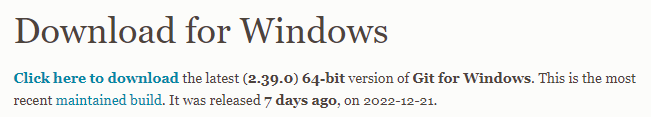 Download for Windows
Click here to download the latest (2.39.0) 64-bit version of Git for Windows. This is the most
recent maintained build. It was released 7 days ago, on 2022-12-21.